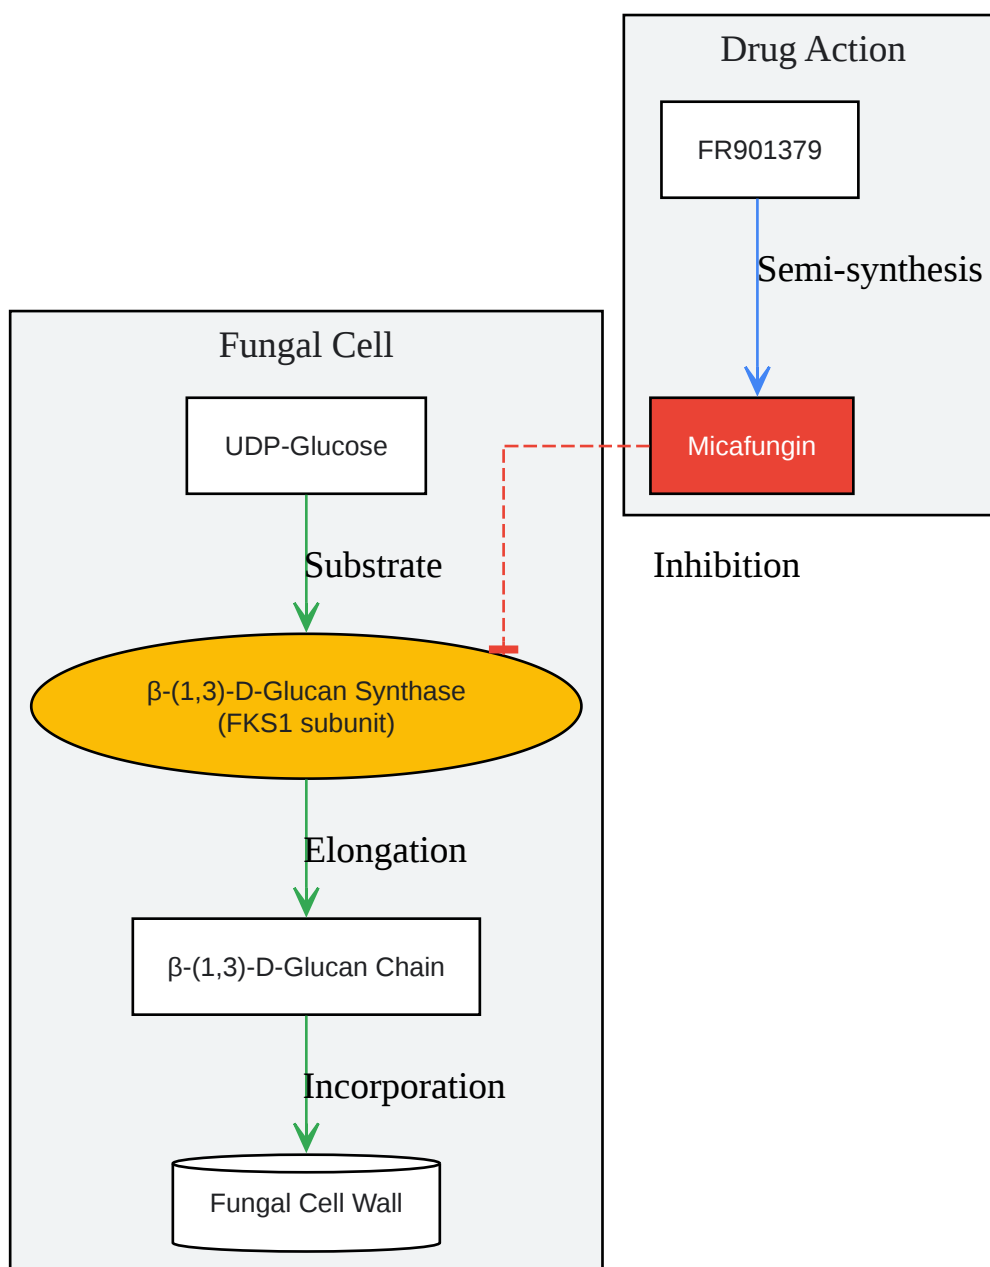 Drug Action
FR901379
Semi-synthesis
Fungal Cell
UDP-Glucose
Micafungin
Substrate
Inhibition
β-(1,3)-D-Glucan Synthase
(FKS1 subunit)
Elongation
β-(1,3)-D-Glucan Chain
Incorporation
Fungal Cell Wall